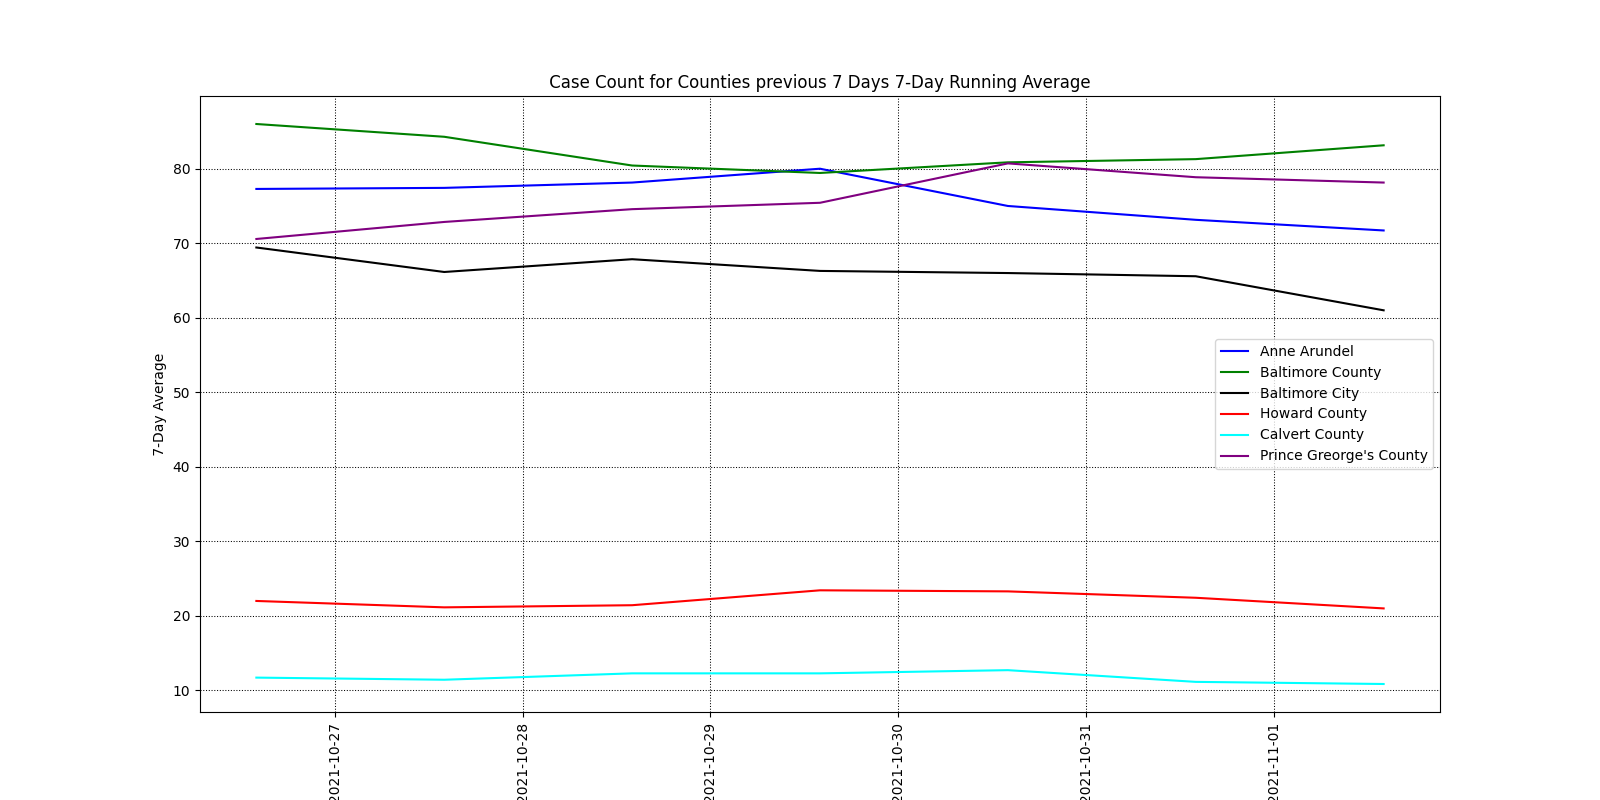 Case Count for Counties previous 7 Days 7-Day Running Average
7-Day Average
80
70
60
50
40
30
20
10
Anne Arundel
Baltimore County
Baltimore City
Howard County
Calvert County
Prince Greorge's County
2021-10-27
2021-10-28
2021-10-29
2021-10-30
2021-10-31
2021-11-01